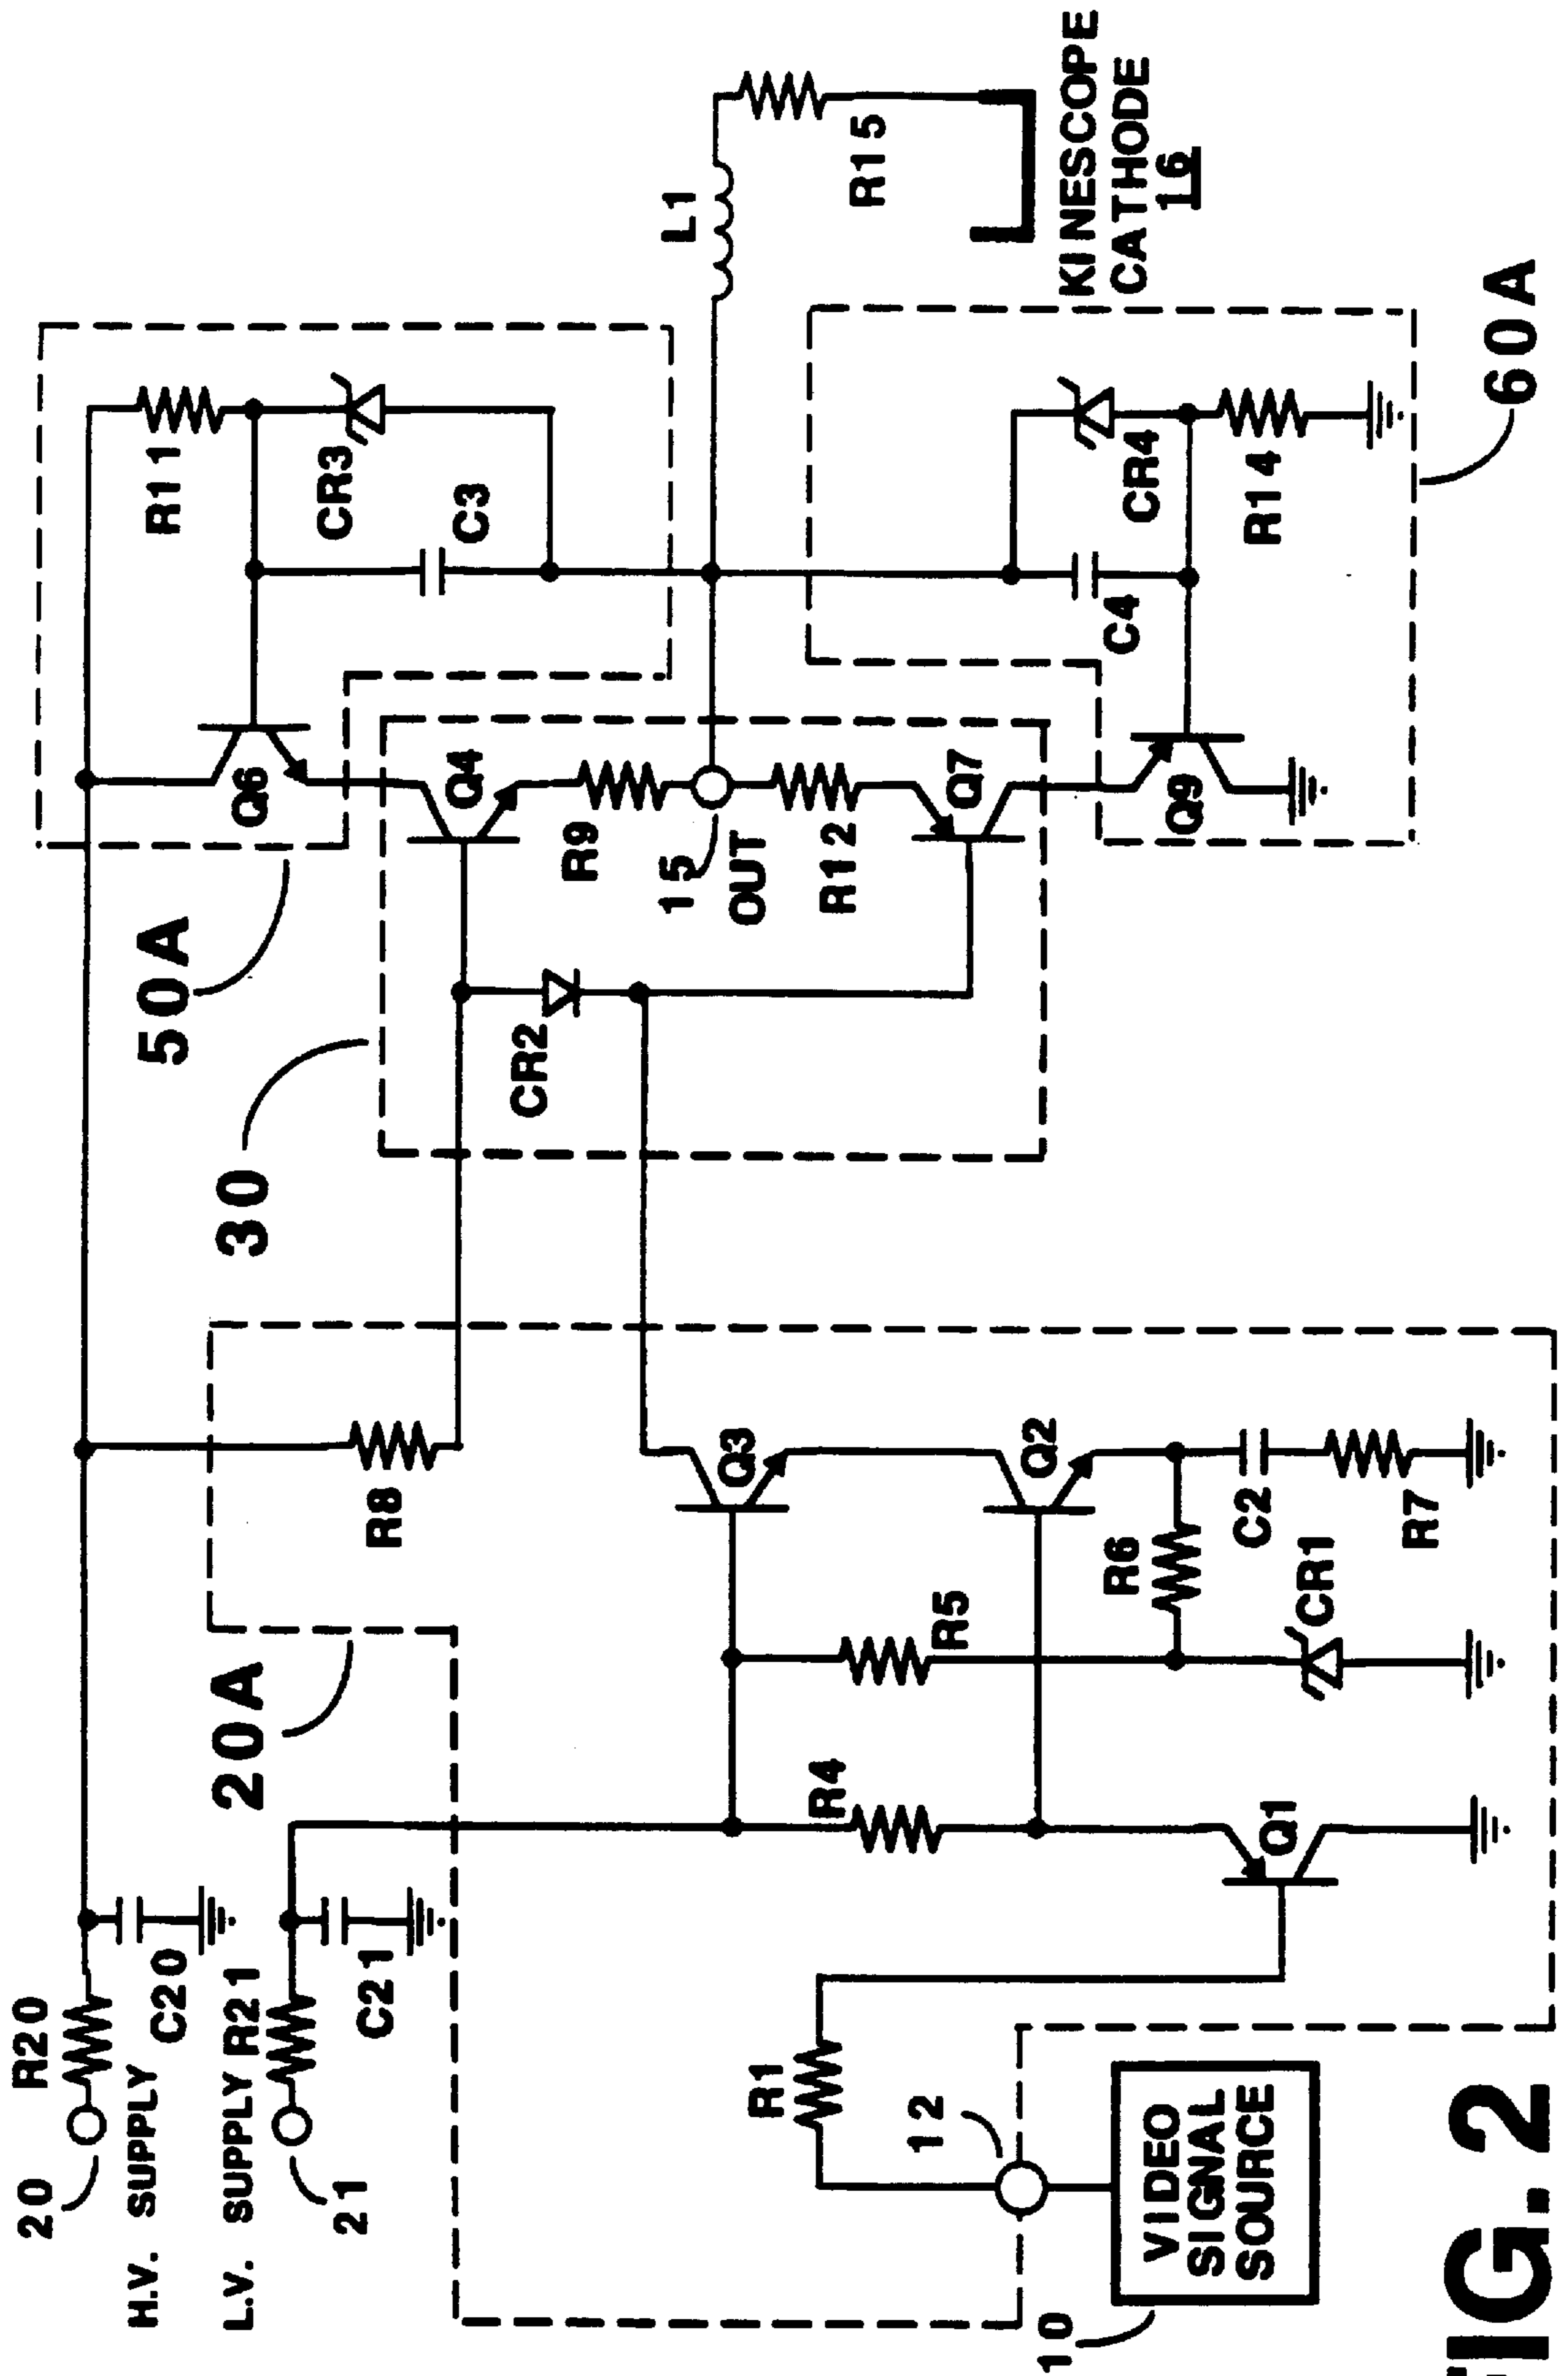 R20
20
H.V. SUPPLY
C20
50A
R11
L.V. SUPPLY
R21
20A
30
Q6
21
C21
R8
CR3
C3
Q4
CR2
R9
15
OUT
L1
Q3
R1
R4
R12
R15
12
R5
Q7
Q2
KINESCOPE
CATHODE
16
10
VIDEO
SIGNAL
SOURCE
R6
C4
CR4
Q9
C2
R14
Q1
CR1
R7
60A
FIG. 2